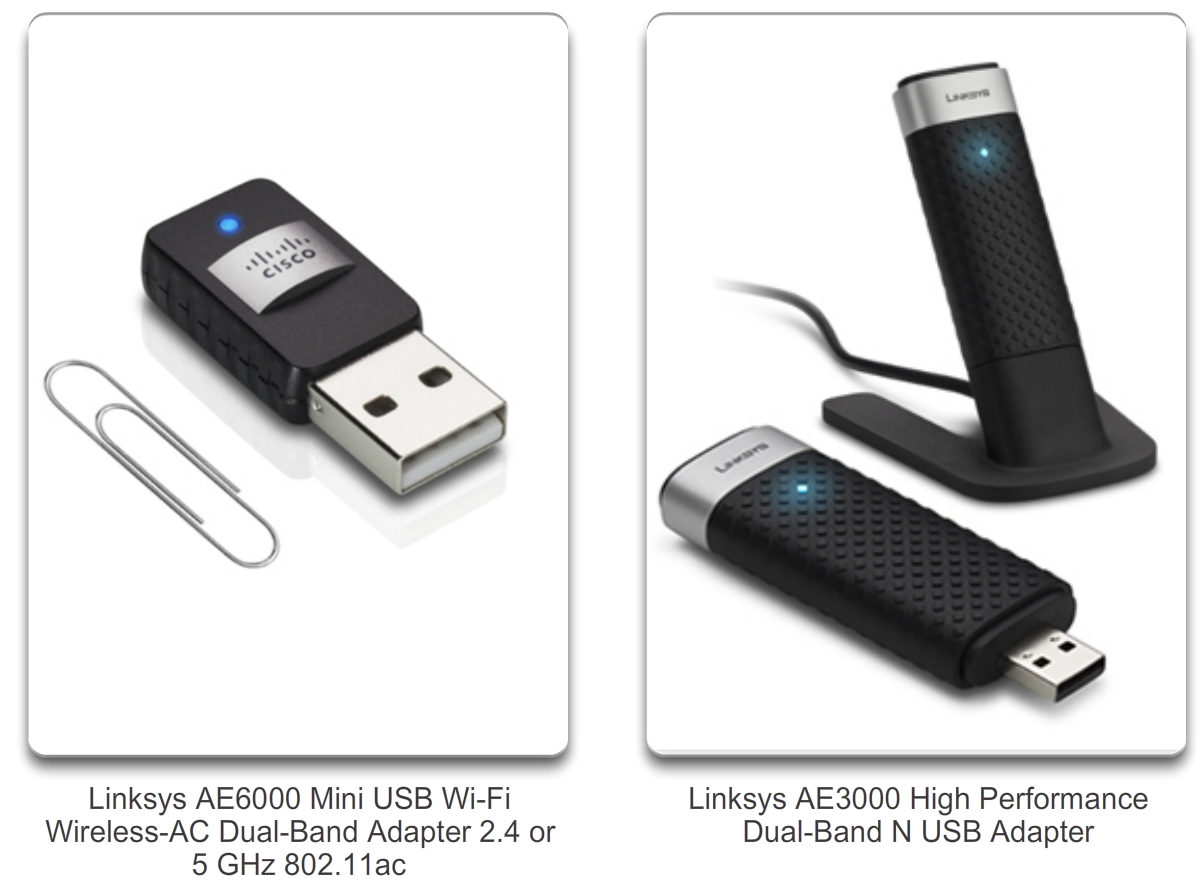 CISCO
LINKSYS
LINKSYS
Linksys AE6000 Mini USB Wi-Fi
Wireless-AC Dual-Band Adapter 2.4 or
5 GHz 802.11ac
Linksys AE3000 High Performance
Dual-Band N USB Adapter